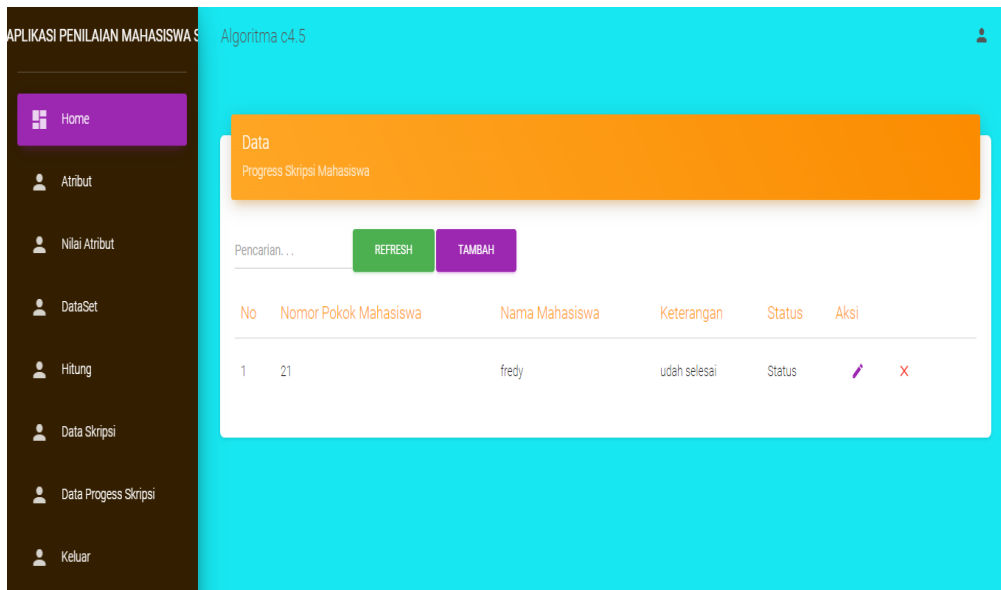 APLIKASI PENILAIAN MAHASISWA S
Home
Atribut
Nilai Atribut
DataSet
Hitung
Data Skripsi
Data Progess Skripsi
Keluar
Algoritma c4.5
Data
Progress Skripsi Mahasiswa
Pencarian. . . REFRESH TAMBAH
No Nomor Pokok Mahasiswa Nama Mahasiswa Keterangan Status Aksi
1 21 fredy udah selesai Status